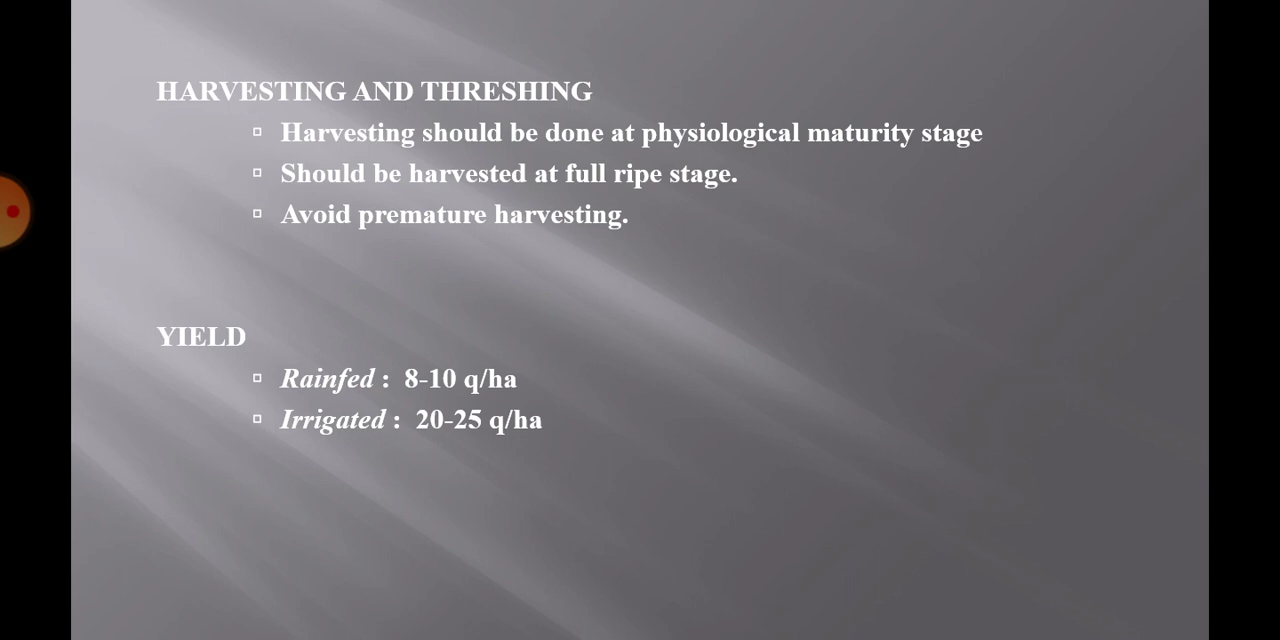 HARVESTING AND THRESHING
Harvesting should be done at physiological maturity stage
Should be harvested at full ripe stage.
Avoid premature harvesting.
YIELD
Rainfed : 8-10 q/ha
Irrigated : 20-25 q/ha